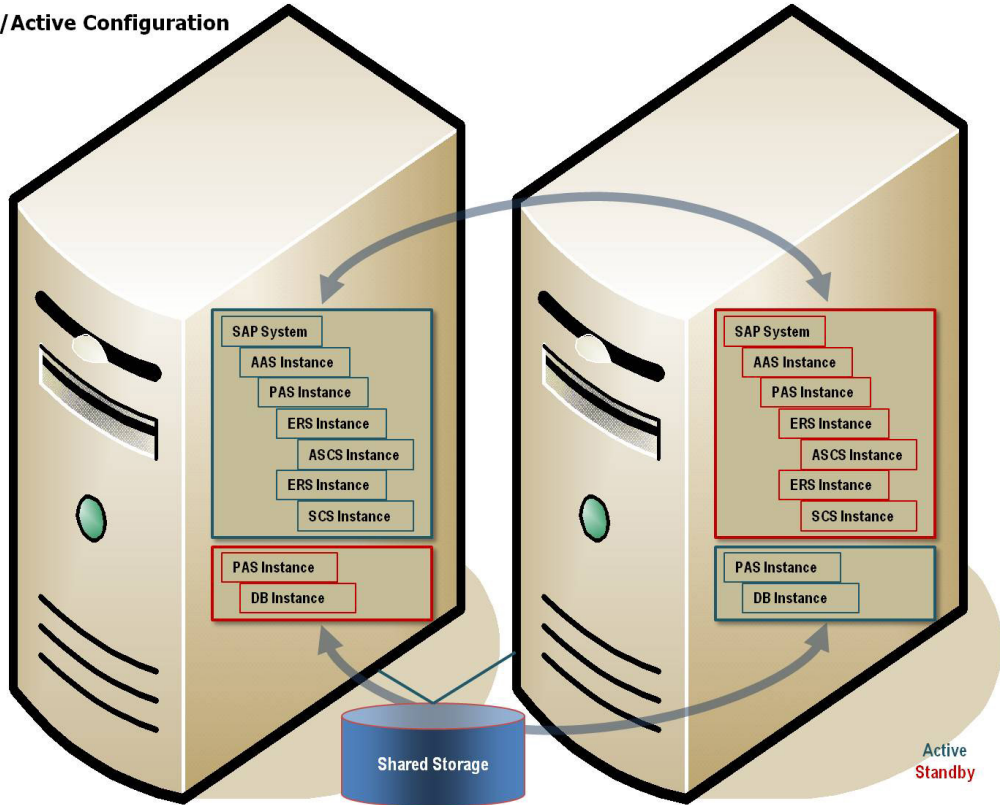 /Active Configuration
SAP System
AAS Instance
PAS Instance
ERS Instance
ASCS Instance
ERS Instance
SCS Instance
PAS Instance
DB Instance
SAP System
AAS Instance
PAS Instance
ERS Instance
ASCS Instance
ERS Instance
SCS Instance
PAS Instance
DB Instance
Shared Storage
Active
Standby